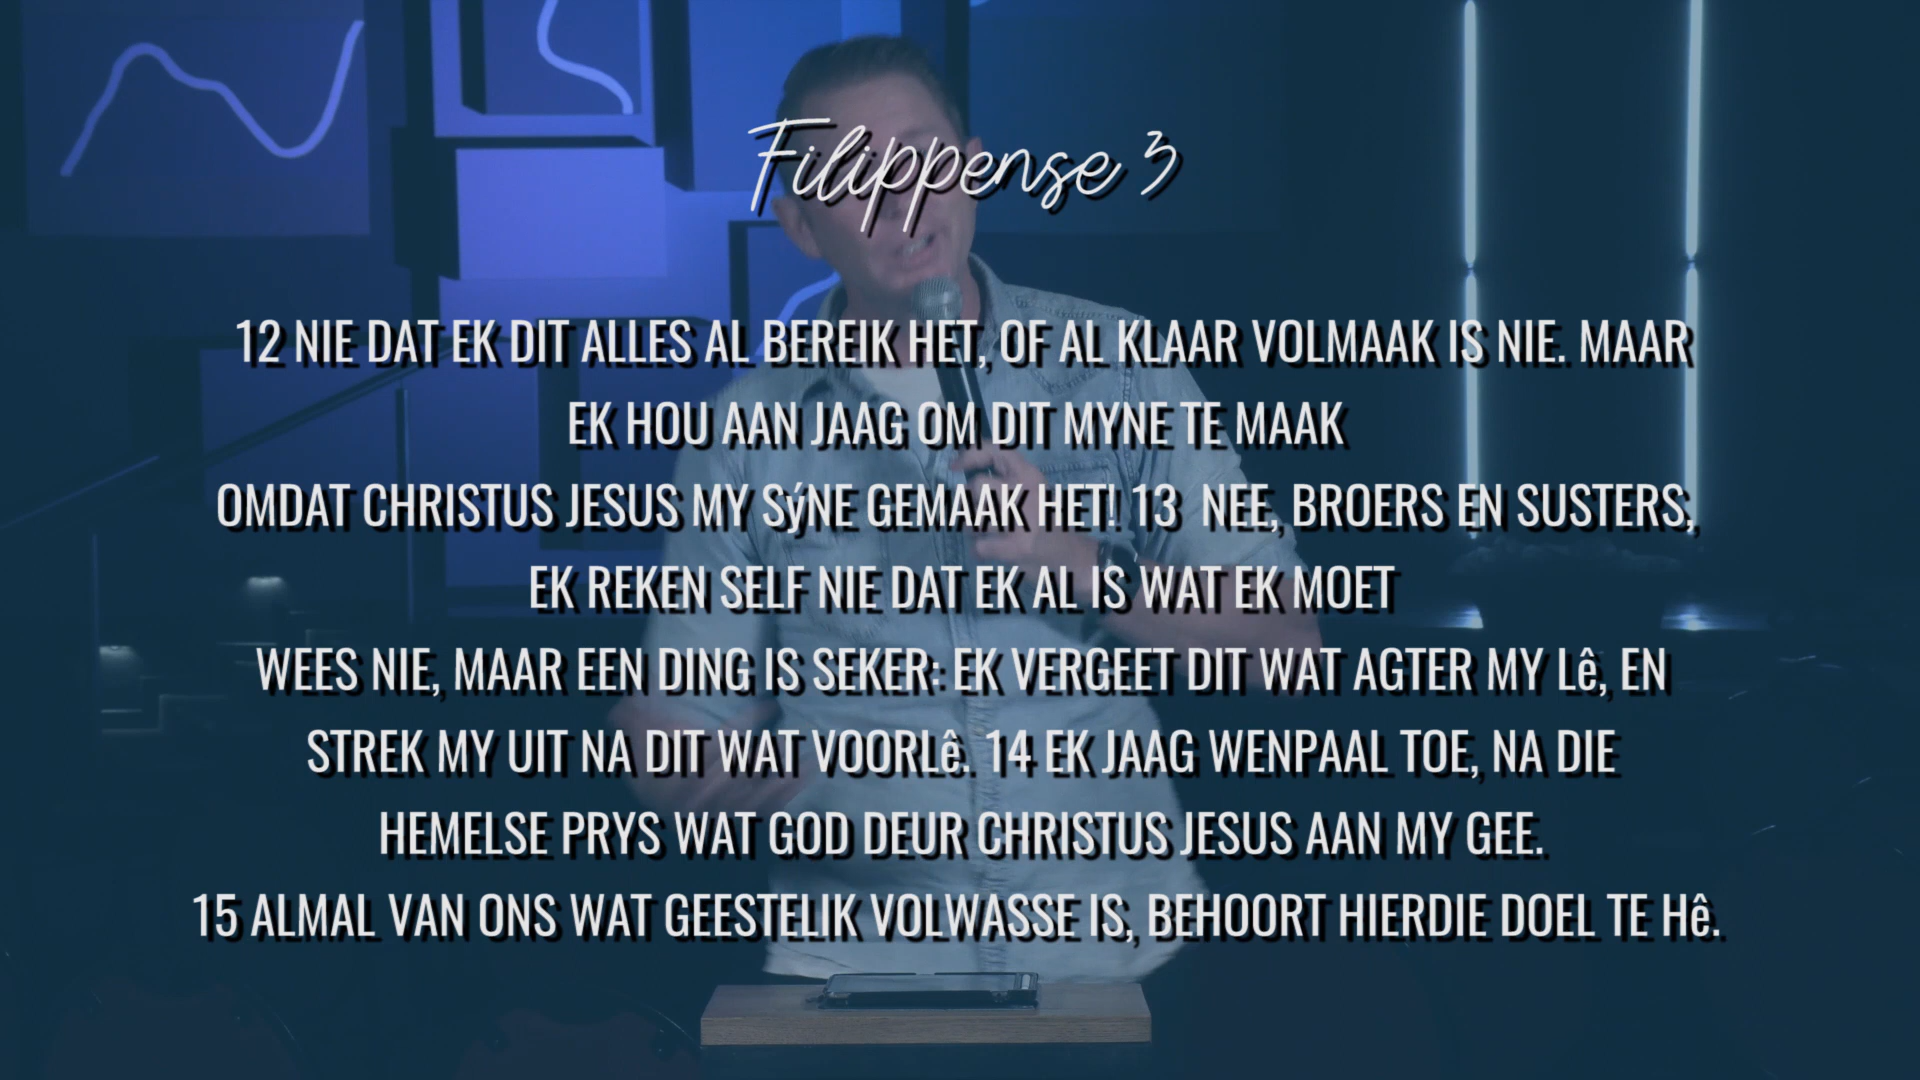 Filippense 3
12 NIE DAT EK DIT ALLES AL BEREIK HET, OF AL KLAAR VOLMAAK IS NIE. MAAR
EK HOU AAN JAAG OM DIT MYNE TE MAAK
OMDAT CHRISTUS JESUS MY SýNE GEMAAK HET! 13 NEE, BROERS EN SUSTERS,
EK REKEN SELF NIE DAT EK AL IS WAT EK MOET
WEES NIE, MAAR EEN DING IS SEKER: EK VERGEET DIT WAT AGTER MY Lê, EN
STREK MY UIT NA DIT WAT VOORLê. 14 EK JAAG WENPAAL TOE, NA DIE
HEMELSE PRYS WAT GOD DEUR CHRISTUS JESUS AAN MY GEE.
15 ALMAL VAN ONS WAT GEESTELIK VOLWASSE IS, BEHOORT HIERDIE DOEL TE Hê.